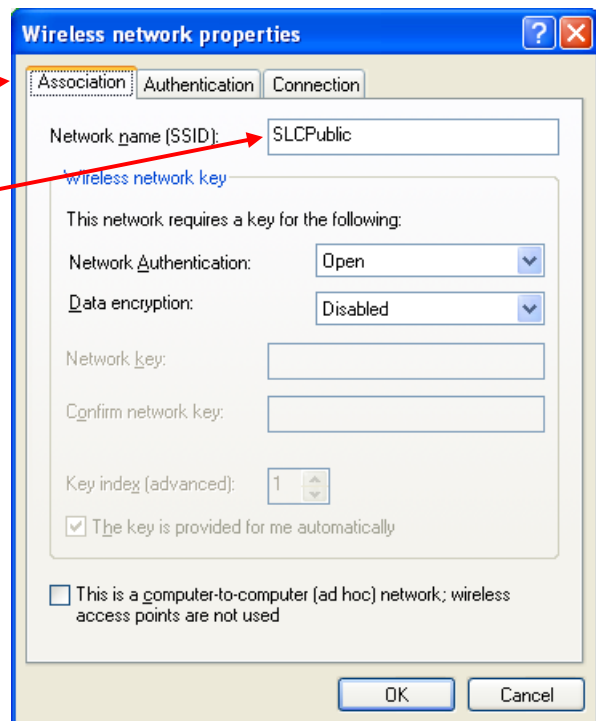 Wireless network properties
Association Authentication Connection
Network name (SSID): SLCPublic
Wireless network key
This network requires a key for the following:
Network Authentication: Open
Data encryption: Disabled
Network key:
Confirm network key:
Key index (advanced): 1
The key is provided for me automatically
This is a computer-to-computer (ad hoc) network; wireless
access points are not used
OK Cancel